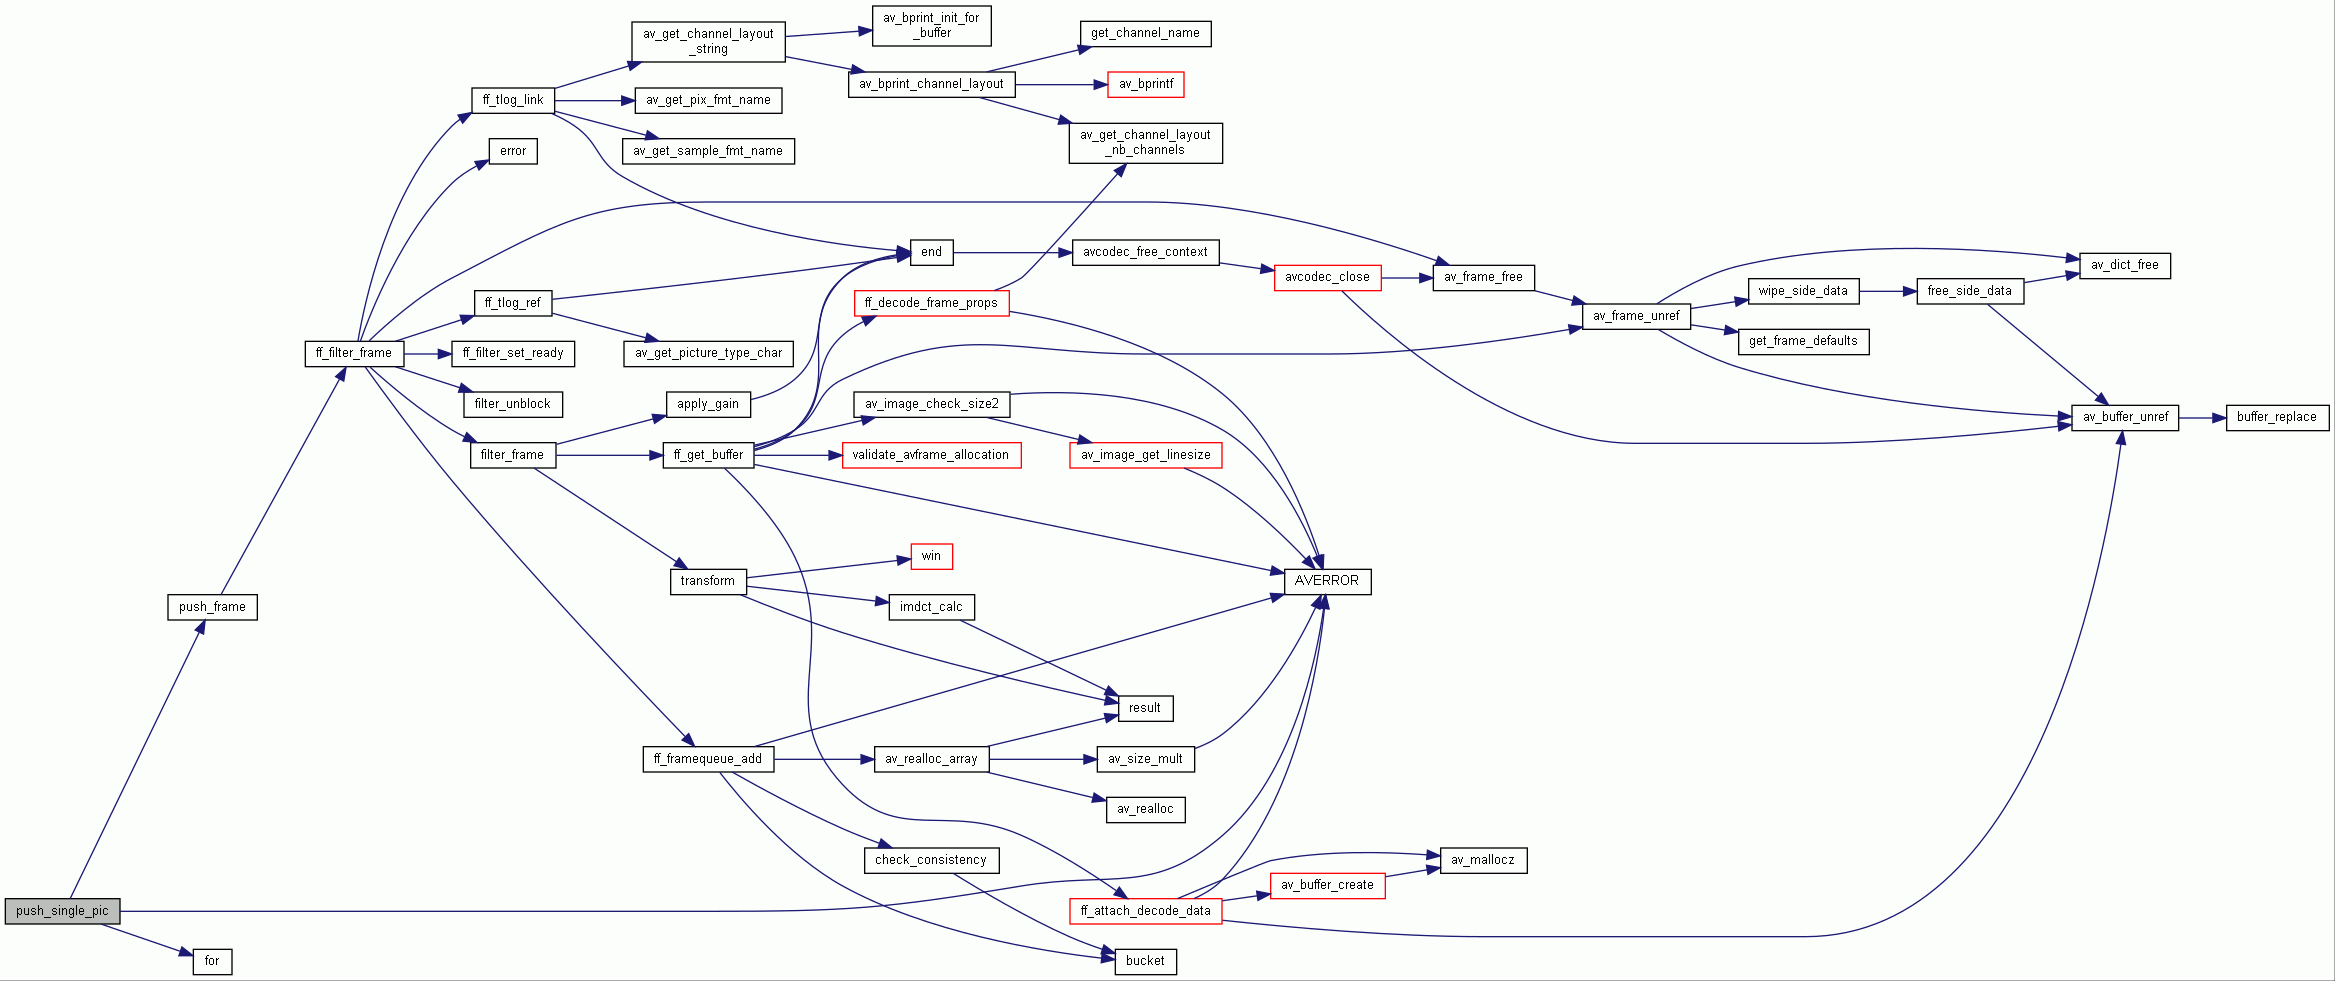 av_bprint_init_for
_buffer
av_get_channel_layout
_string
get_channel_name
av_bprint_channel_layout
av_bprintf
ff_tlog_link
av_get_pix_fmt_name
av_get_channel_layout
_nb_channels
error
av_get_sample_fmt_name
end
avcodec_free_context
av_dict_free
avcodec_close
av_frame_free
wipe_side_data
free_side_data
ff_tlog_ref
ff_decode_frame_props
av_frame_unref
get_frame_defaults
ff_filter_frame
ff_filter_set_ready
av_get_picture_type_char
filter_unblock
apply_gain
av_image_check_size2
av_buffer_unref
buffer_replace
filter_frame
ff_get_buffer
validate_avframe_allocation
av_image_get_linesize
win
transform
AVERROR
push_frame
imdct_calc
result
ff_framequeue_add
av_realloc_array
av_size_mult
av_realloc
check_consistency
av_mallocz
av_buffer_create
push_single_pic
ff_attach_decode_data
for
bucket